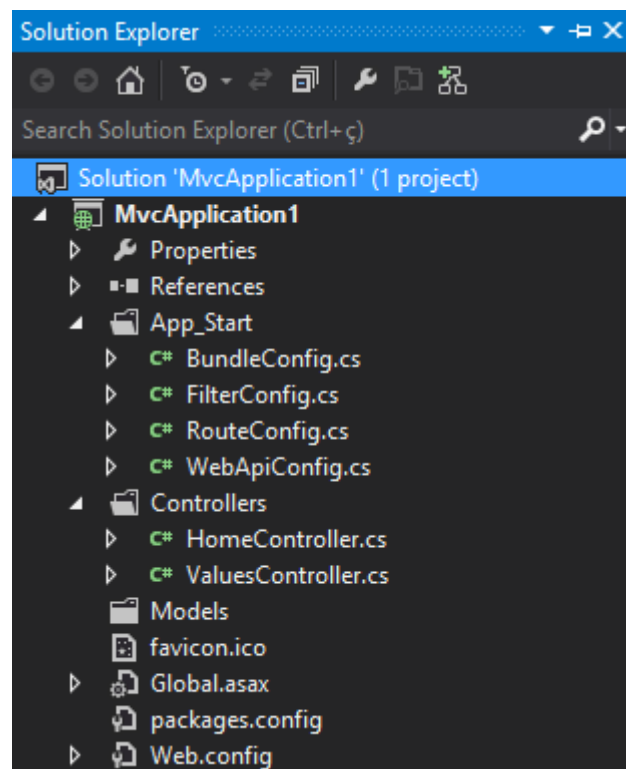 Solution Explorer
Search Solution Explorer (Ctrl+ç)
Solution 'MvcApplication1' (1 project)
MvcApplication1
Properties
References
App_Start
C# BundleConfig.cs
C# FilterConfig.cs
C# RouteConfig.cs
C# WebApiConfig.cs
Controllers
C# HomeController.cs
C# ValuesController.cs
Models
favicon.ico
Global.asax
packages.config
Web.config